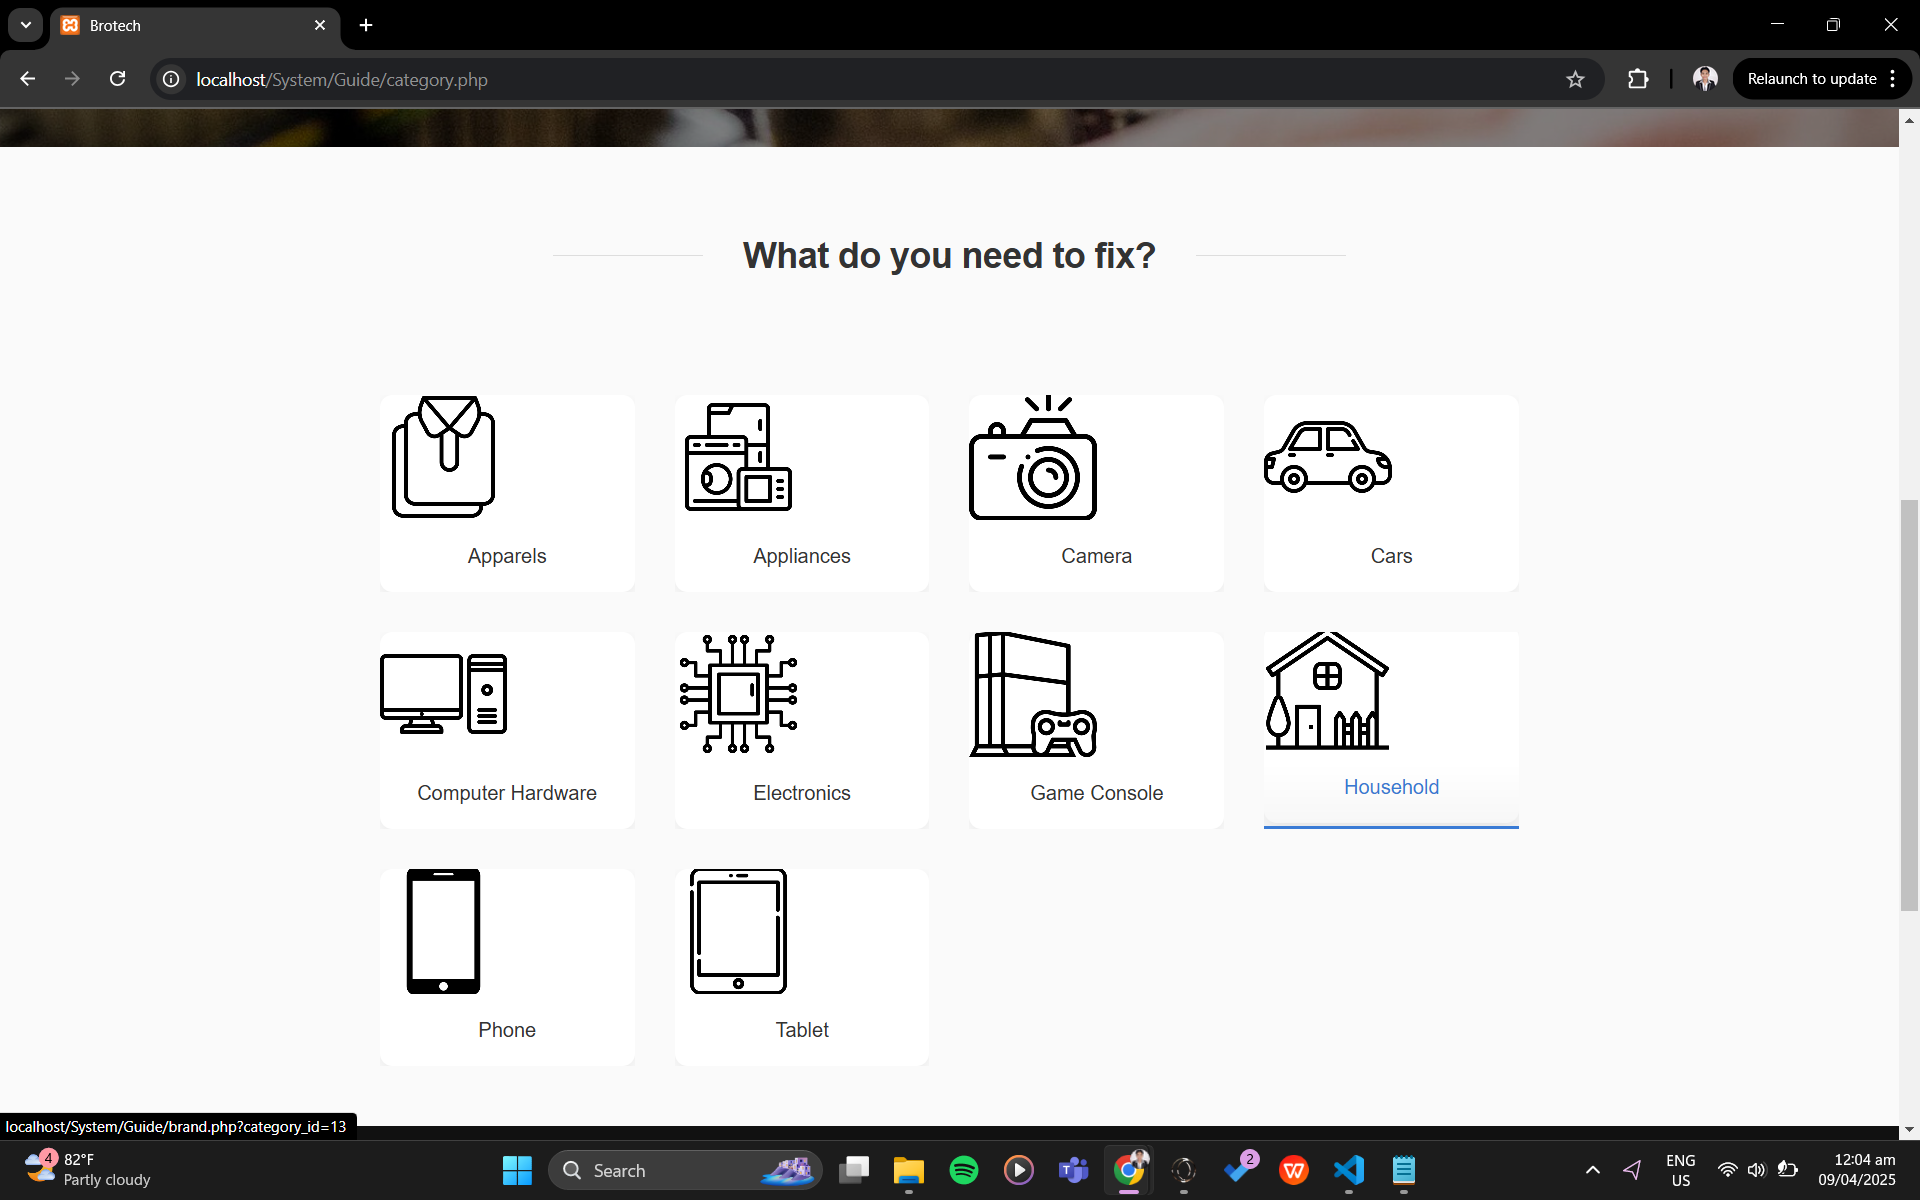 Brotech
localhost/System/Guide/category.php
Relaunch to update
What do you need to fix?
Apparels
Appliances
Camera
Cars
Computer Hardware
Electronics
Game Console
Household
Phone
Tablet
localhost/System/Guide/brand.php?category_id=13
4
82°F
Partly cloudy
Search
2
ENG
US
12:04 am
09/04/2025